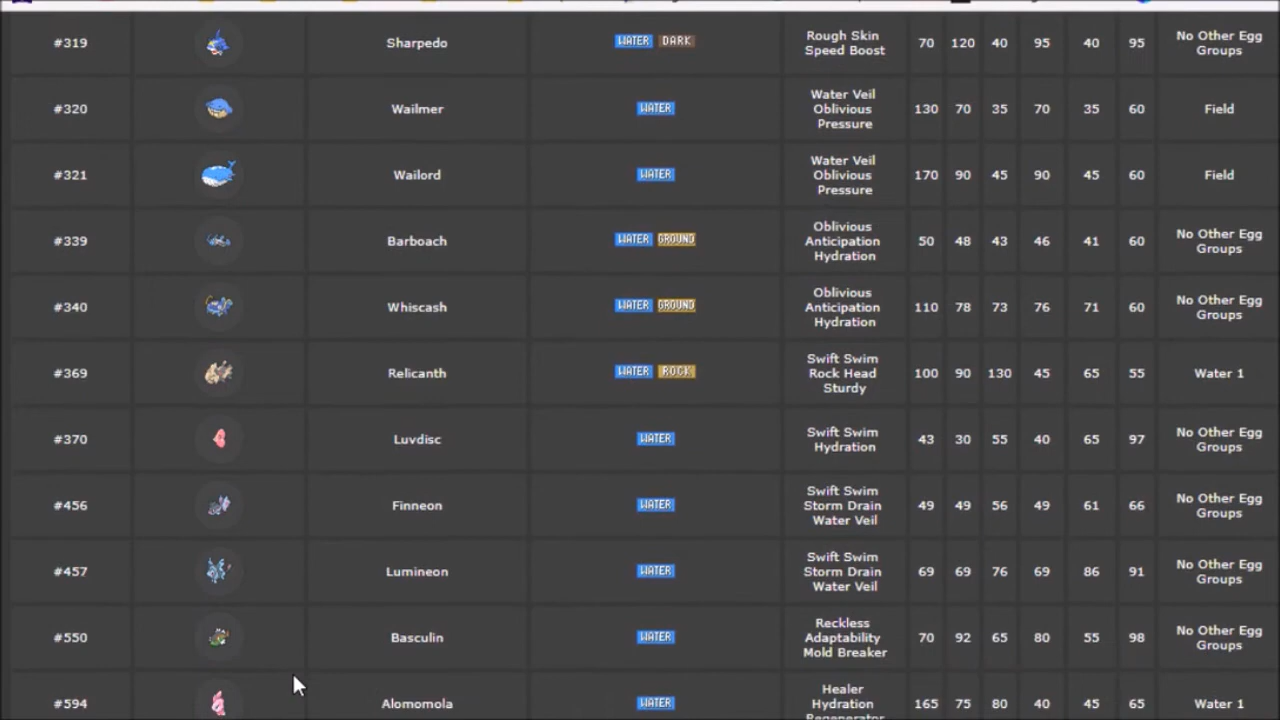 #319 Sharpedo WATER DARK Rough Skin Speed Boost 70 120 40 95 40 95 No Other Egg Groups
#320 Wailmer WATER Water Veil Oblivious Pressure 130 70 35 70 35 60 Field
#321 Wailord WATER Water Veil Oblivious Pressure 170 90 45 90 45 60 Field
#339 Barboach WATER GROUND Oblivious Anticipation Hydration 50 48 43 46 41 60 No Other Egg Groups
#340 Whiscash WATER GROUND Oblivious Anticipation Hydration 110 78 73 76 71 60 No Other Egg Groups
#369 Relicanth WATER ROCK Swift Swim Rock Head Sturdy 100 90 130 45 65 55 Water 1
#370 Luvdisc WATER Swift Swim Hydration 43 30 55 40 65 97 No Other Egg Groups
#456 Finneon WATER Swift Swim Storm Drain Water Veil 49 49 56 49 61 66 No Other Egg Groups
#457 Lumineon WATER Swift Swim Storm Drain Water Veil 69 69 76 69 86 91 No Other Egg Groups
#550 Basculin WATER Reckless Adaptability Mold Breaker 70 92 65 80 55 98 No Other Egg Groups
#594 Alomomola WATER Healer Hydration Regenerator 165 75 80 40 45 65 Water 1